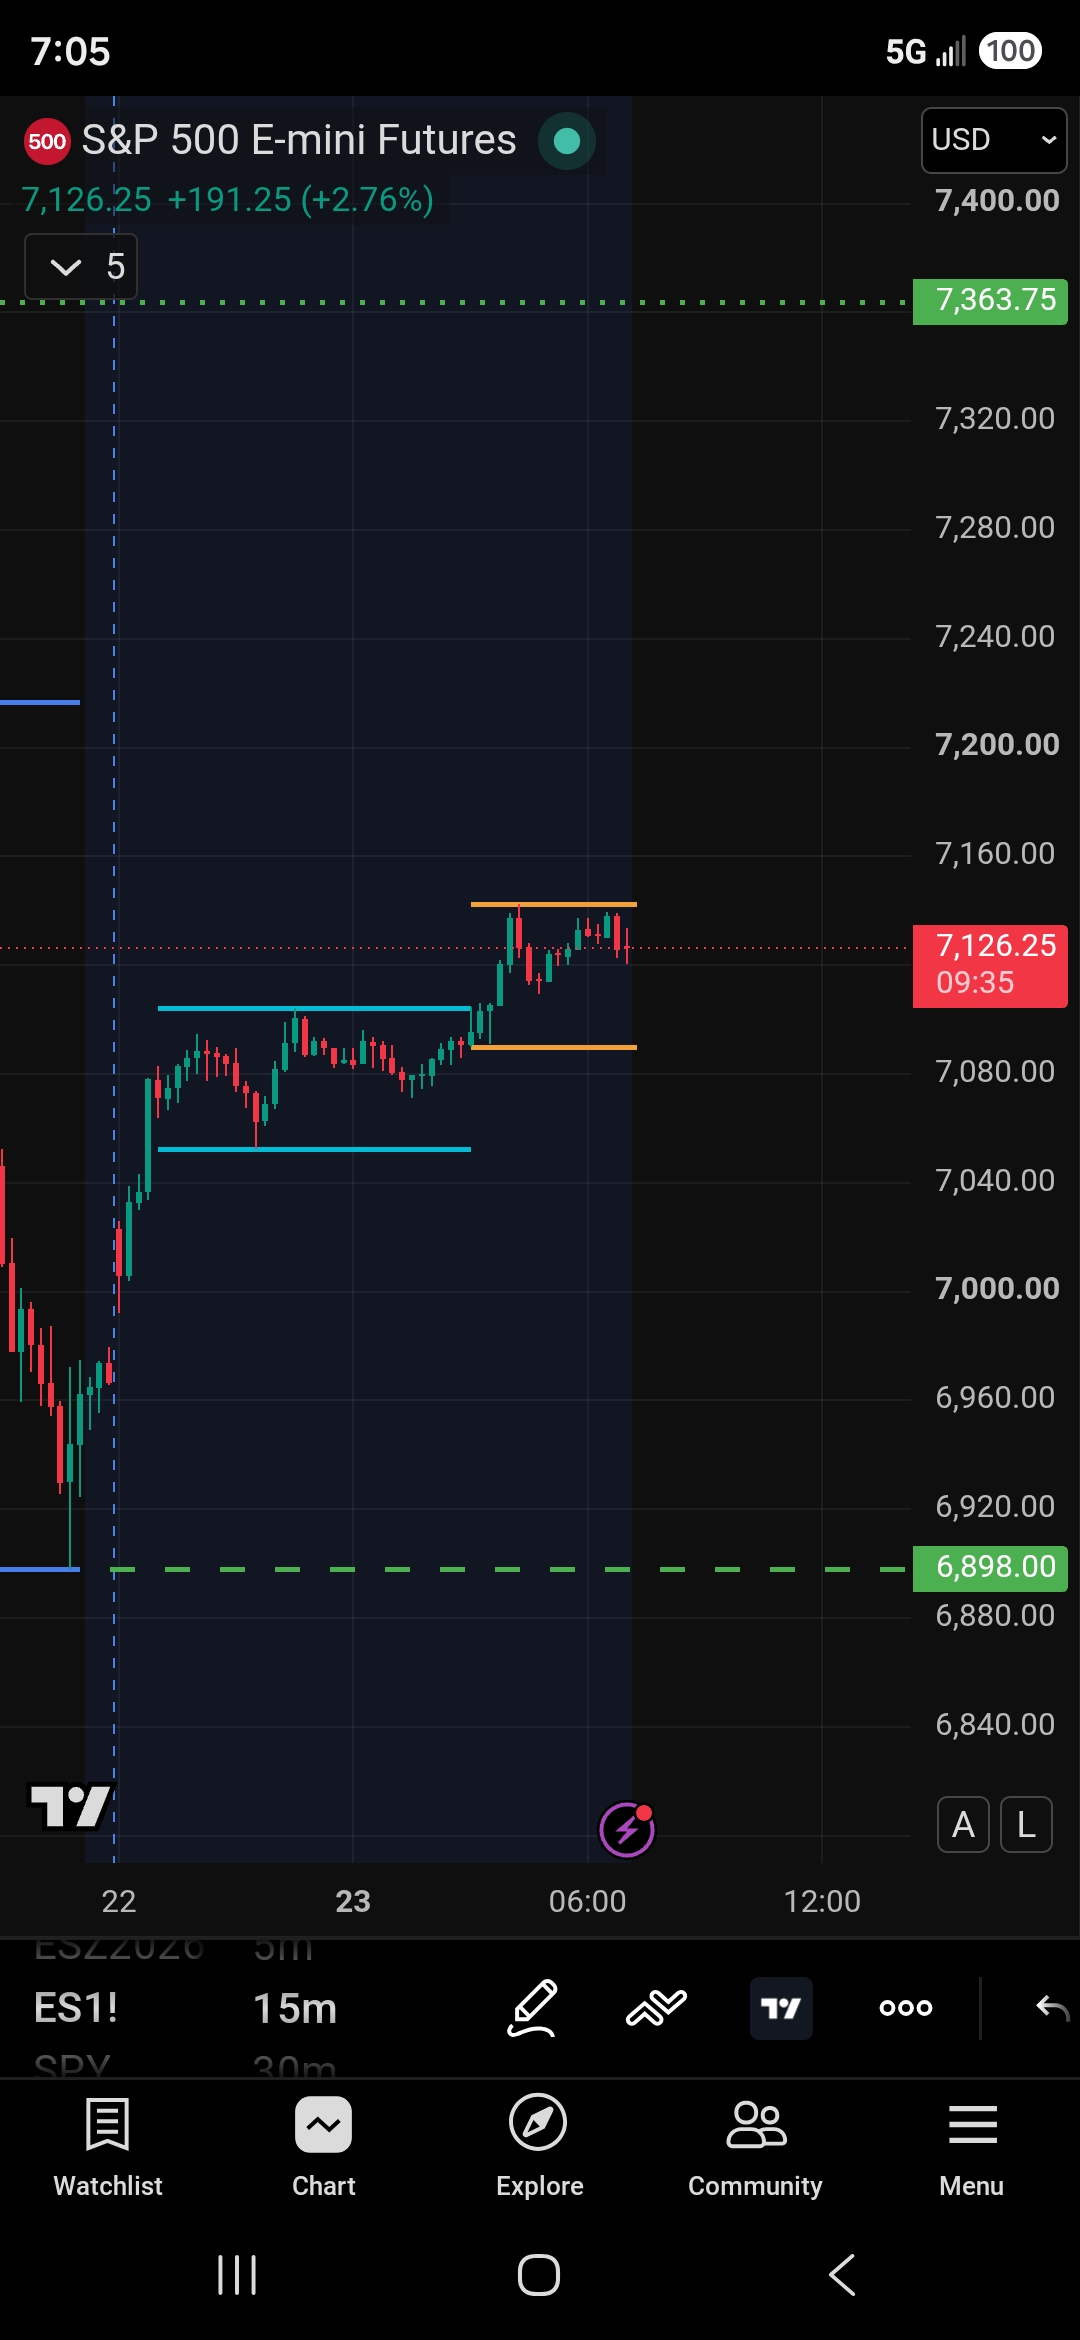 7:05
5G 100
500 S&P 500 E-mini Futures
USD
7,126.25 +191.25 (+2.76%)
7,400.00
5
7,363.75
7,320.00
7,280.00
7,240.00
7,200.00
7,160.00
7,126.25
09:35
7,080.00
7,040.00
7,000.00
6,960.00
6,920.00
6,898.00
6,880.00
6,840.00
A L
22 23 06:00 12:00
ESZ2026 5m
ES1! 15m
SPY 30m
Watchlist Chart Explore Community Menu